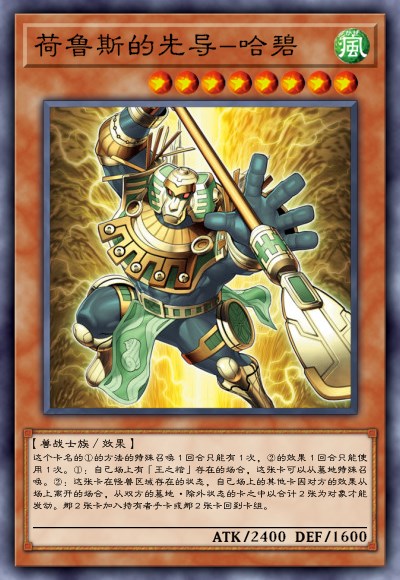 荷鲁斯的先导-哈碧
風
【兽战士族/效果】
这个卡名的①的方法的特殊召唤1回合只能有1次,②的效果1回合只能使
用1次。①:自己场上有「王之棺」存在的场合,这张卡可以从墓地特殊召
唤。②:这张卡在怪兽区域存在的状态,自己场上的其他卡因对方的效果从
场上离开的场合,从双方的墓地·除外状态的卡之中以合计2张为对象才能
发动。那2张卡加入持有者手卡或那2张卡回到卡组。
ATK/2400 DEF/1600